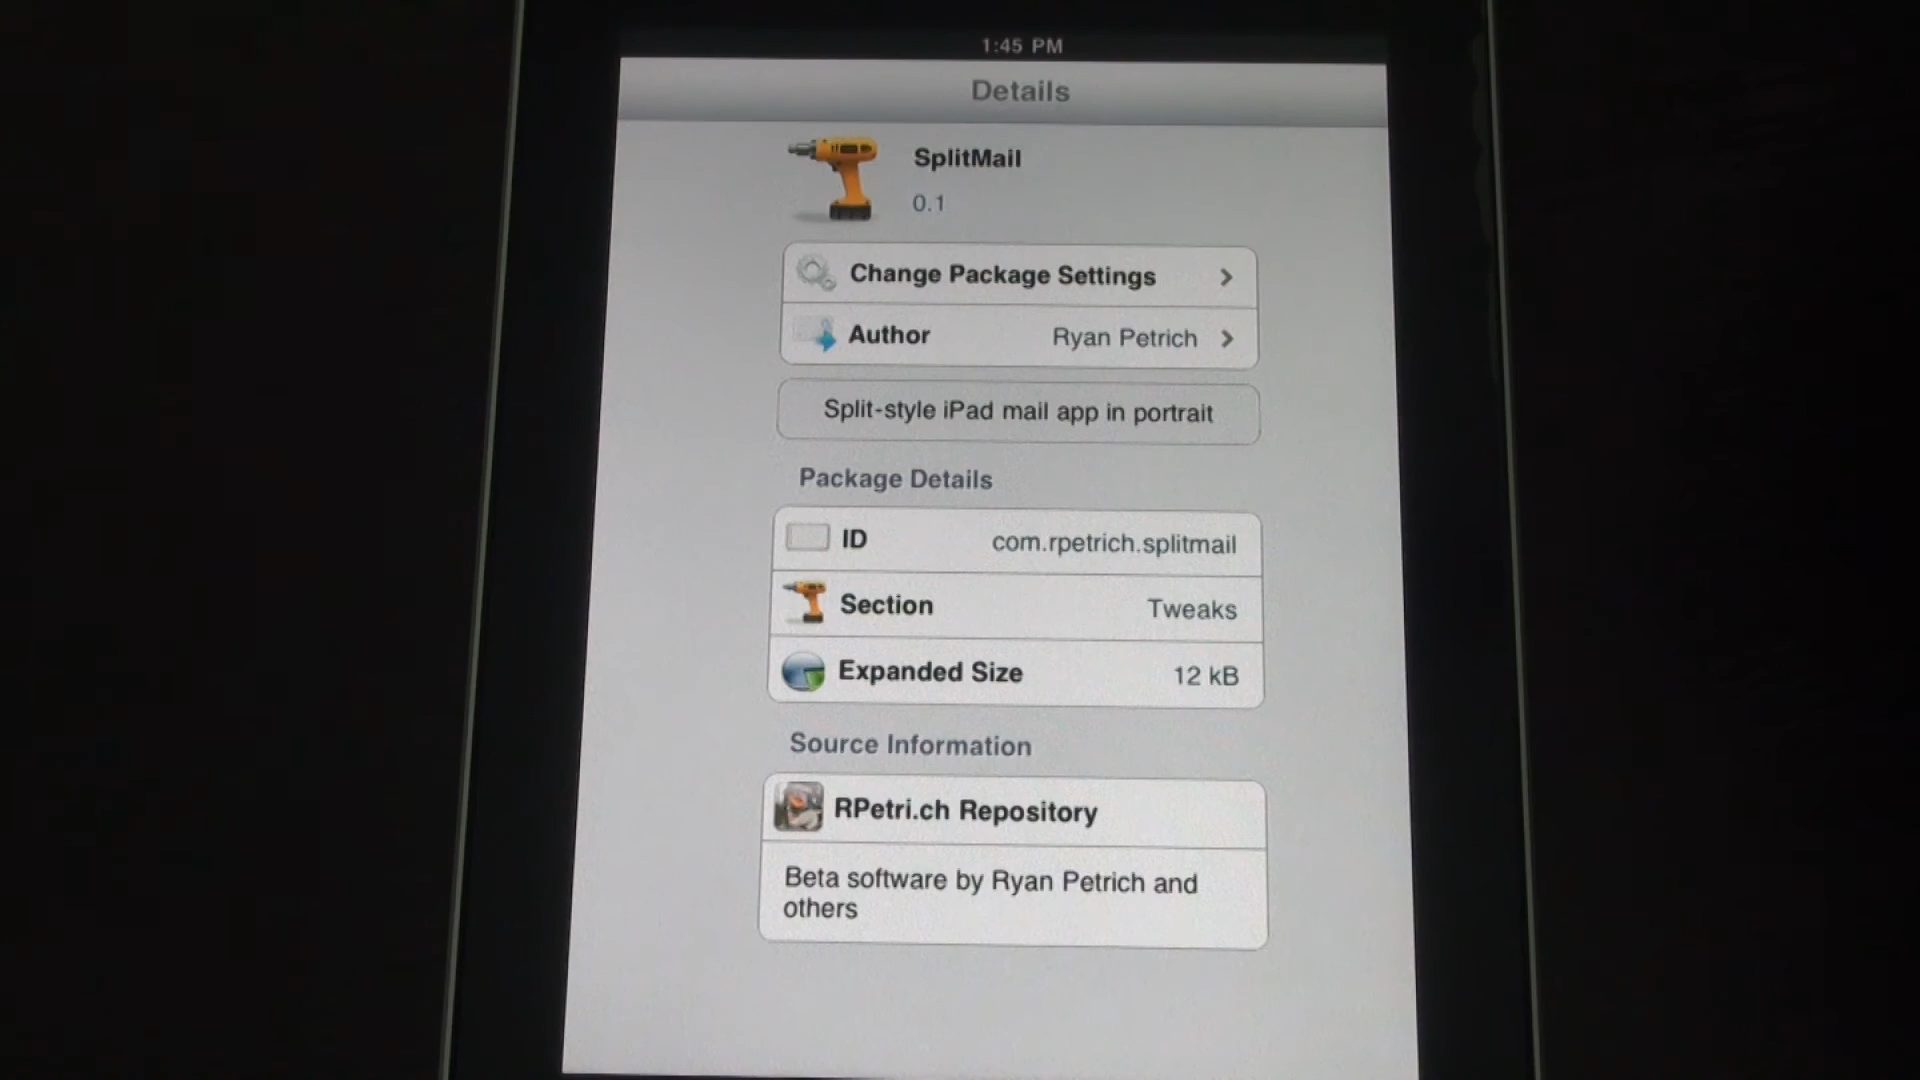 1:45 PM
Details
SplitMail
0.1
Change Package Settings
Author Ryan Petrich
Split-style iPad mail app in portrait
Package Details
ID com.rpetrich.splitmail
Section Tweaks
Expanded Size 12 kB
Source Information
RPetri.ch Repository
Beta software by Ryan Petrich and
others